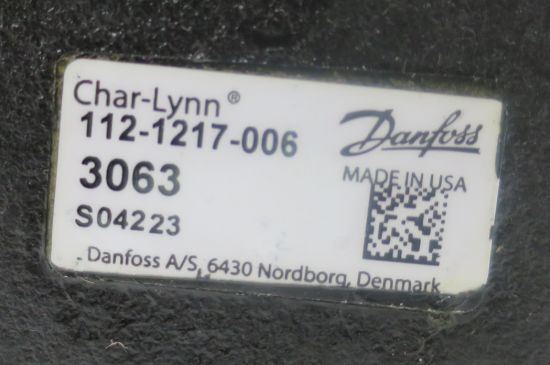 Char-Lynn®
112-1217-006
3063
S04223
Danfoss
MADE IN USA
Danfoss A/S, 6430 Nordborg, Denmark